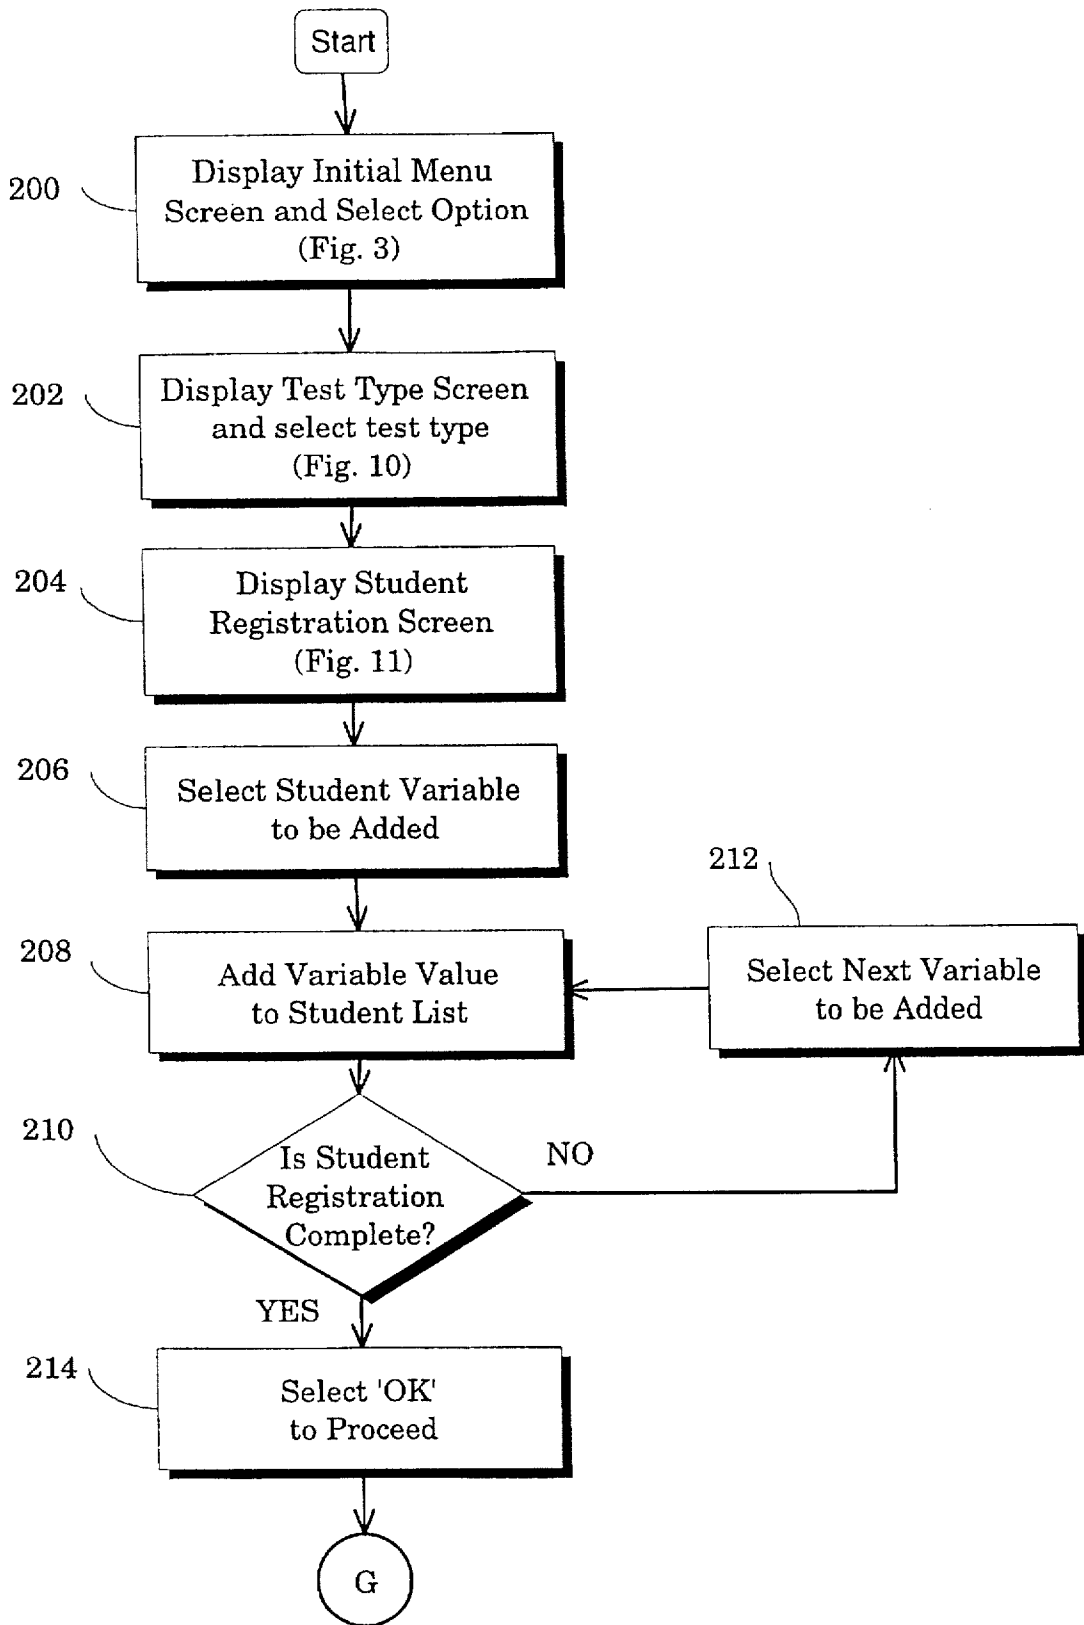 Start
200
Display Initial Menu
Screen and Select Option
(Fig. 3)
202
Display Test Type Screen
and select test type
(Fig. 10)
204
Display Student
Registration Screen
(Fig. 11)
206
Select Student Variable
to be Added
212
208
Add Variable Value
to Student List
Select Next Variable
to be Added
210
Is Student
Registration
Complete?
NO
YES
214
Select 'OK'
to Proceed
G